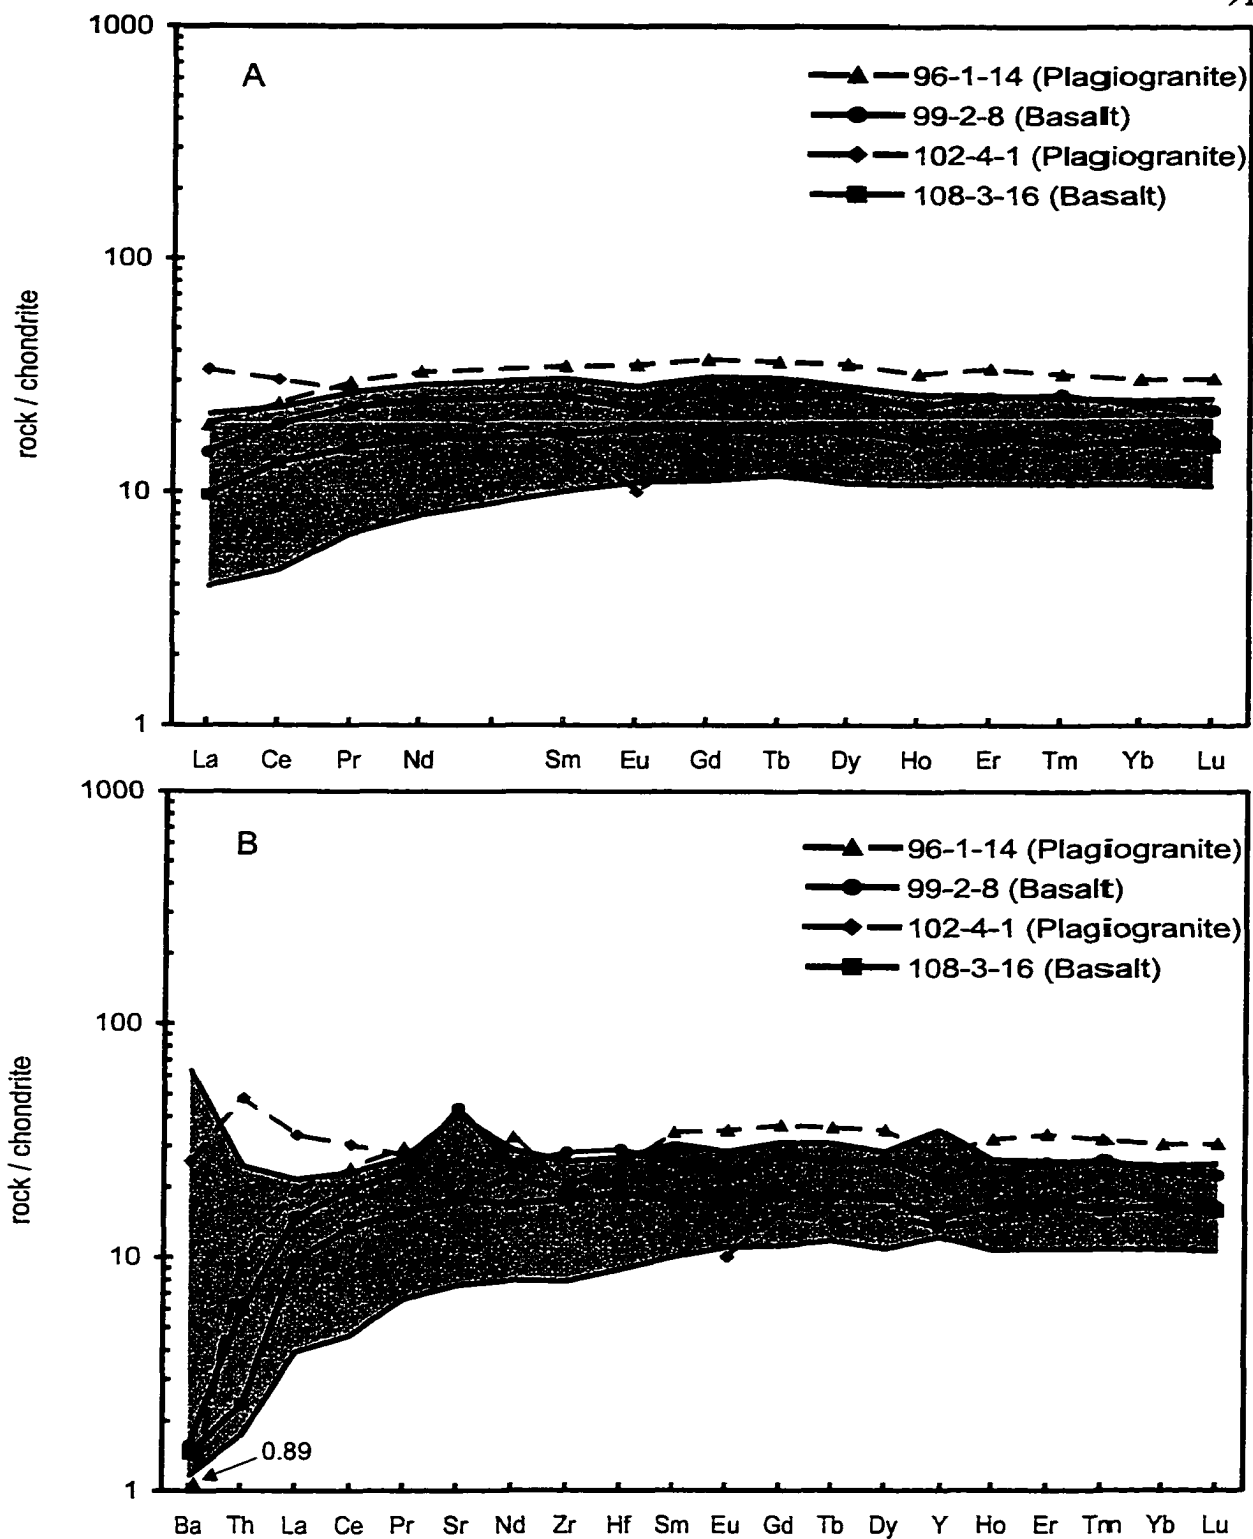 1000
A
96-1-14 (Plagiogranite)
99-2-8 (Basalt)
102-4-1 (Plagiogranite)
108-3-16 (Basalt)
100
rock / chondrite
10
1
La Ce Pr Nd Sm Eu Gd Tb Dy Ho Er Tm Yb Lu
1000
B
96-1-14 (Plagiogranite)
99-2-8 (Basalt)
102-4-1 (Plagiogranite)
108-3-16 (Basalt)
100
rock / chondrite
10
0.89
1
Ba Th La Ce Pr Sr Nd Zr Hf Sm Eu Gd Tb Dy Y Ho Er Tm Yb Lu